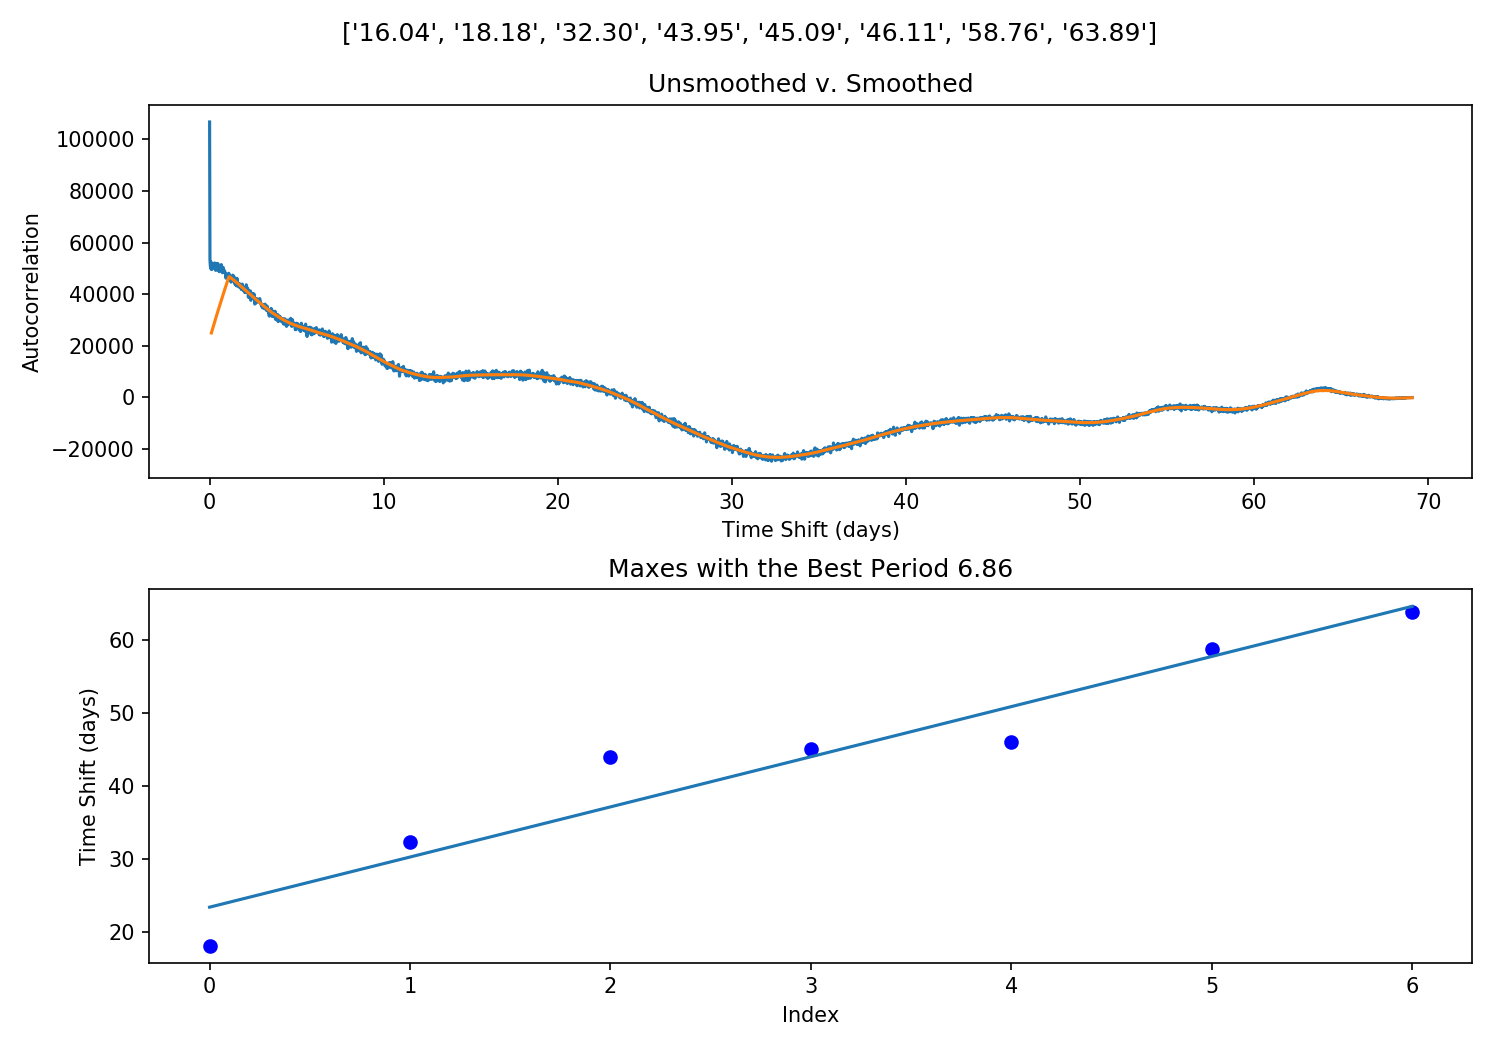 ['16.04', '18.18', '32.30', '43.95', '45.09', '46.11', '58.76', '63.89']
Unsmoothed v. Smoothed
100000
80000
60000
40000
20000
0
−20000
Autocorrelation
0 10 20 30 40 50 60 70
Time Shift (days)
Maxes with the Best Period 6.86
60
50
40
30
20
Time Shift (days)
0 1 2 3 4 5 6
Index